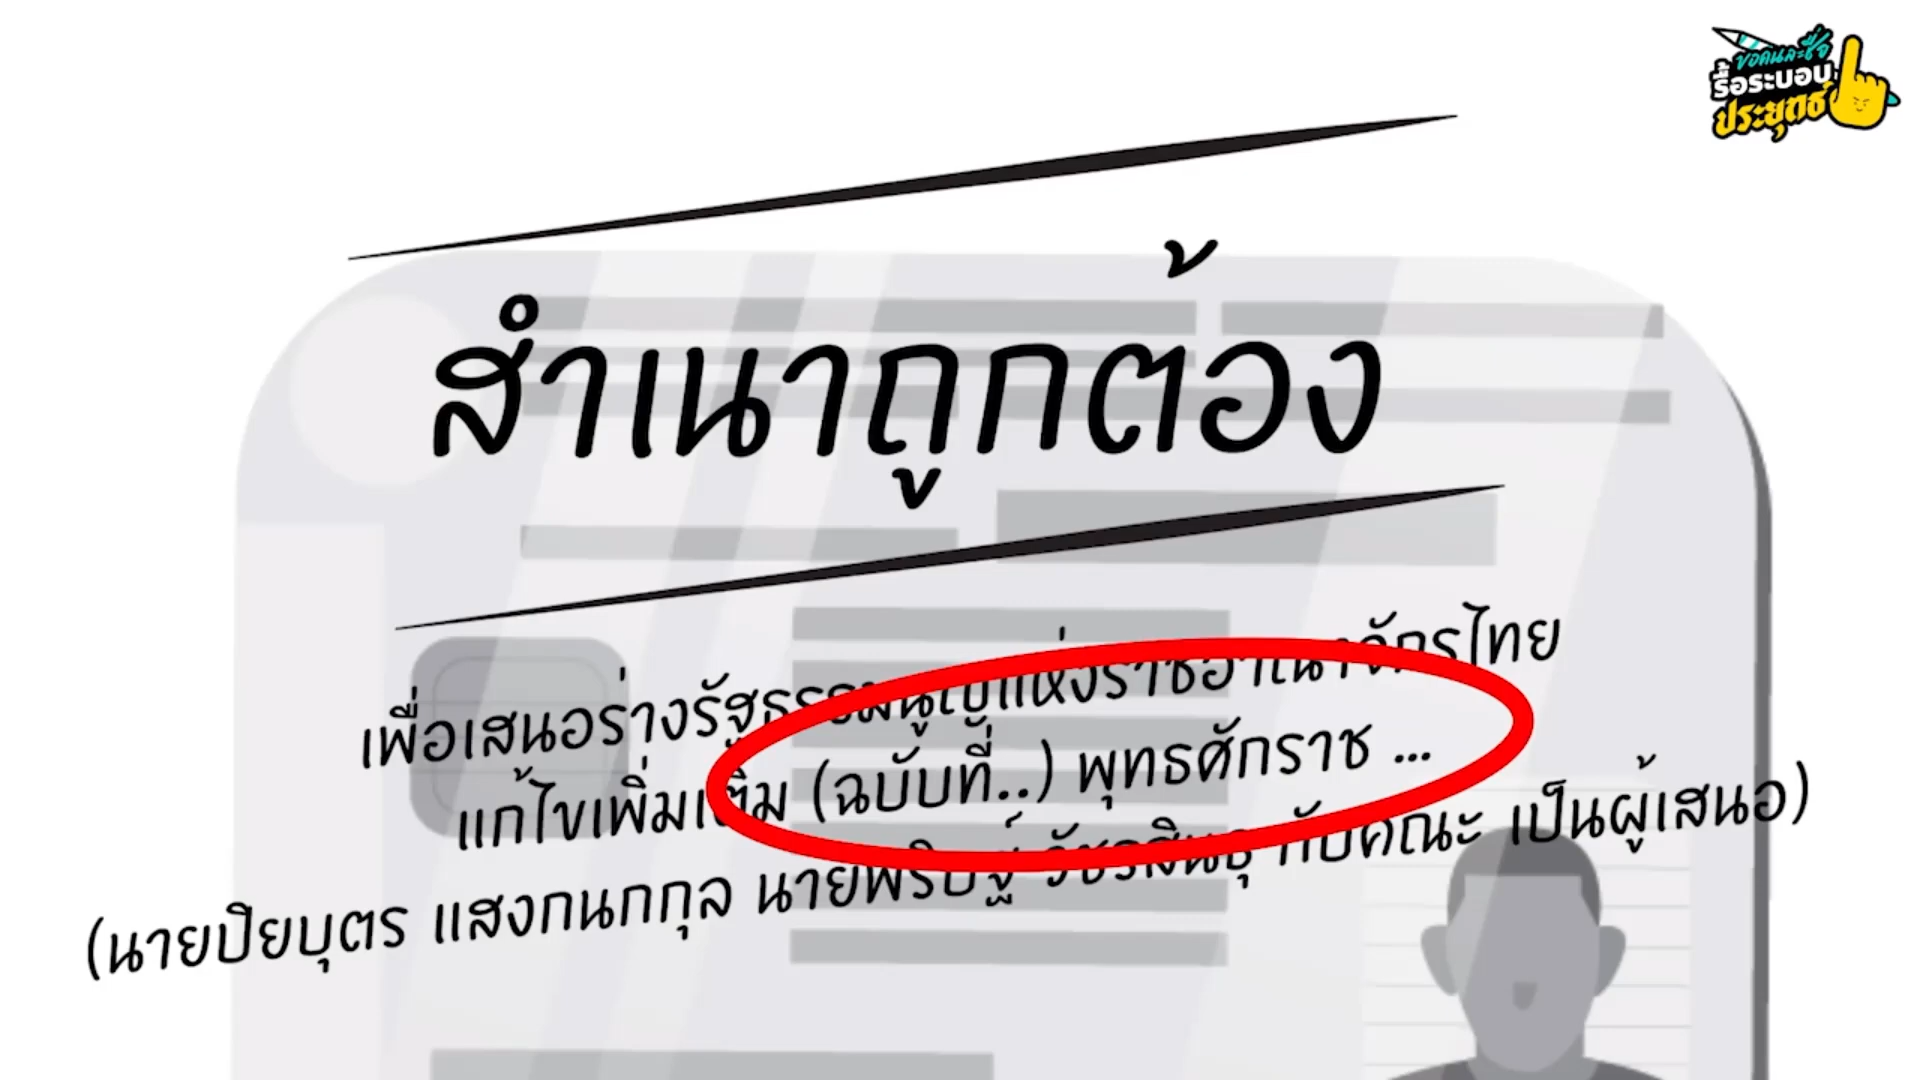 ขอคนละชื่อ
รื้อระบอบ
ประยุทธ์
สำเนาถูกต้อง
เพื่อเสนอร่างรัฐธรรมนูญแห่งราชอาณาจักรไทย
แก้ไขเพิ่มเติม (ฉบับที่..) พุทธศักราช ...
(นายปิยบุตร แสงกนกกุล นายพริษฐ์ วัชรสินธุ กับคณะ เป็นผู้เสนอ)